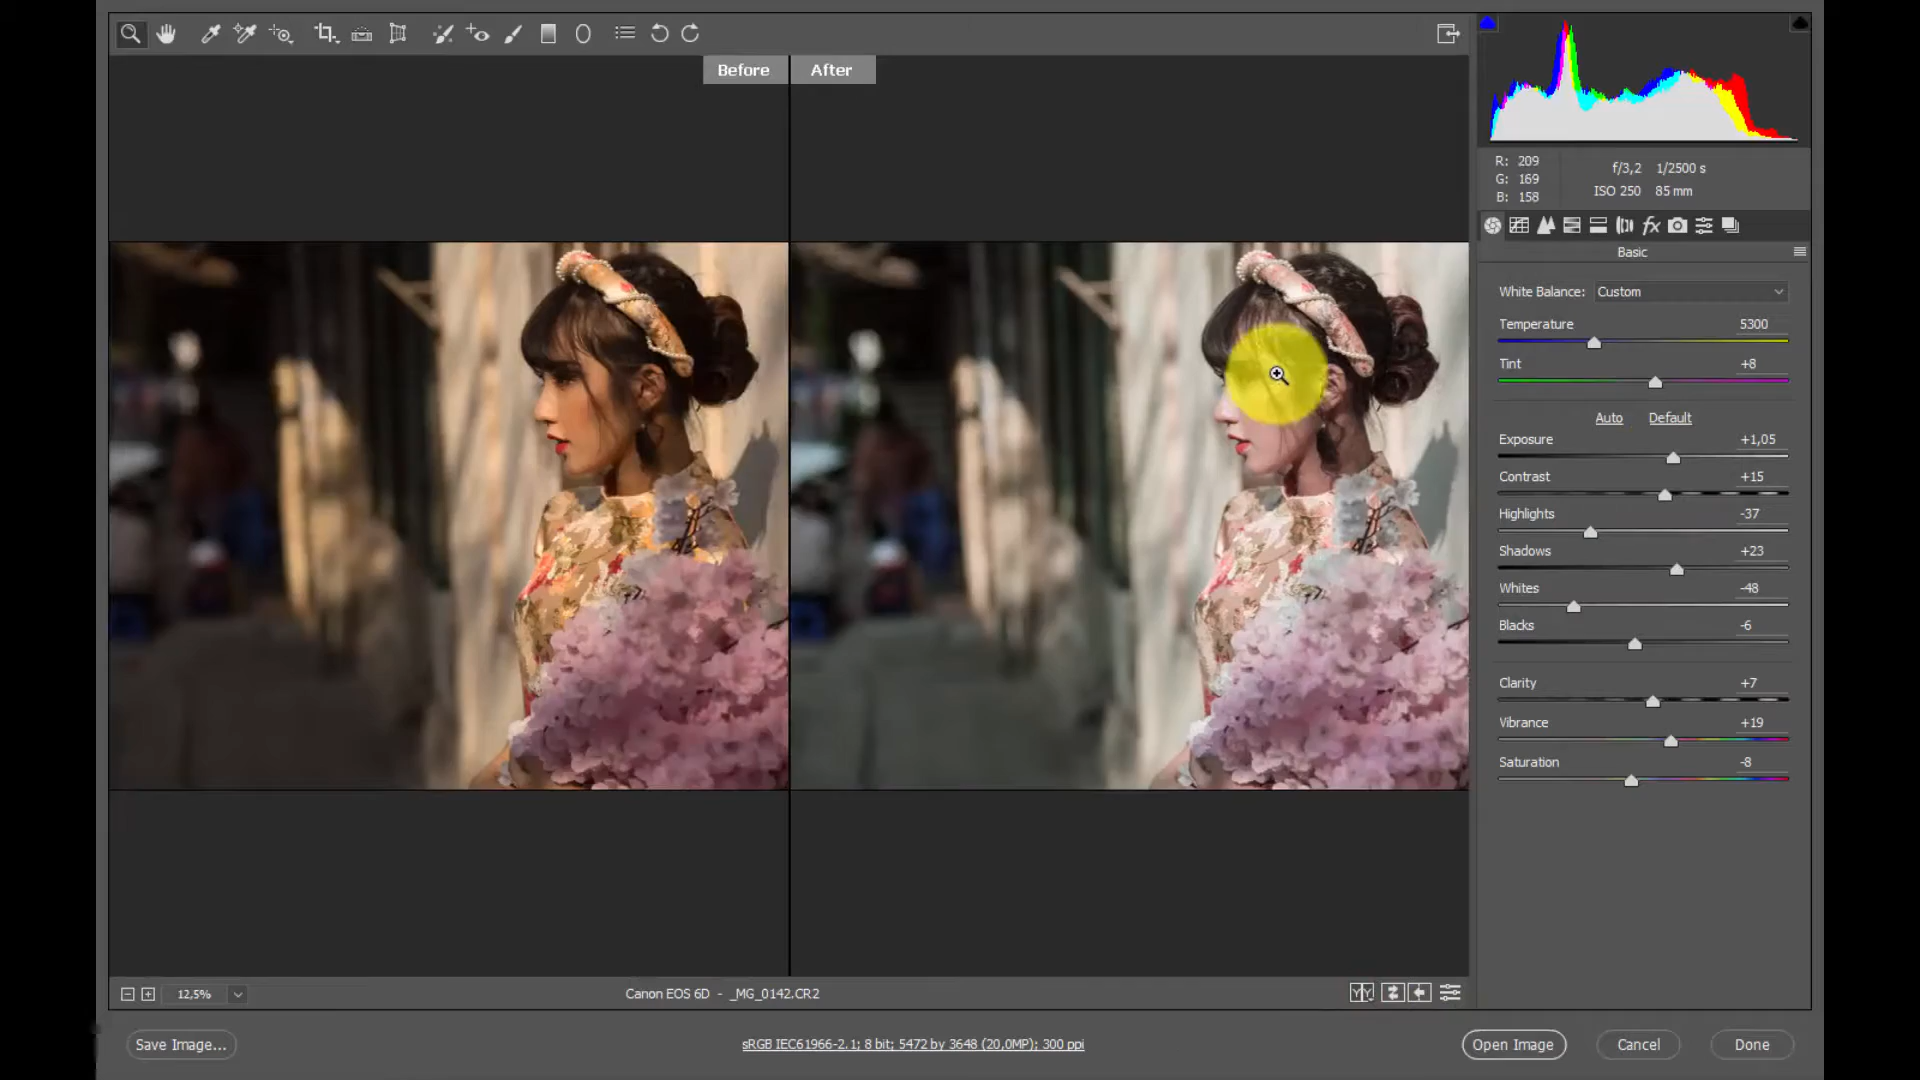 Before After
R: 209
G: 169
B: 158
f/3,2 1/2500 s
ISO 250 85 mm
fx
Basic
White Balance: Custom
Temperature 5300
Tint +8
Auto Default
Exposure +1,05
Contrast +15
Highlights -37
Shadows +23
Whites -48
Blacks -6
Clarity +7
Vibrance +19
Saturation -8
12,5%
Canon EOS 6D - _MG_0142.CR2
Save Image...
sRGB IEC61966-2.1; 8 bit; 5472 by 3648 (20,0MP); 300 ppi
Open Image Cancel Done